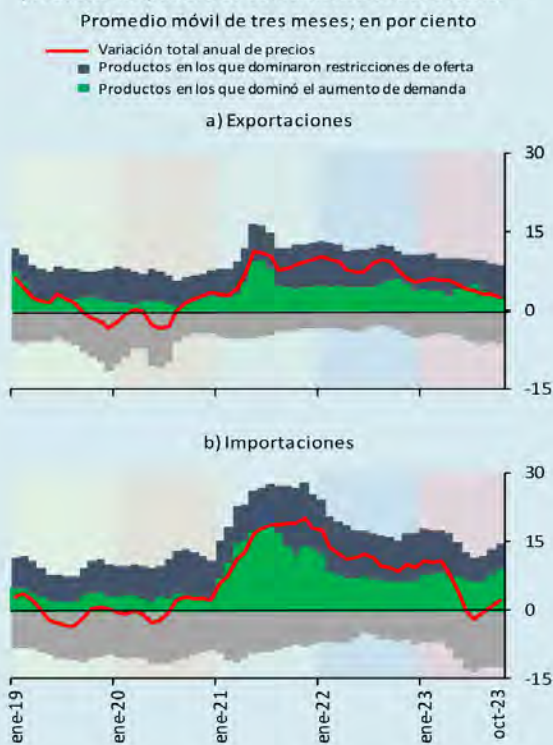 Promedio móvil de tres meses; en por ciento
Variación total anual de precios
Productos en los que dominaron restricciones de oferta
Productos en los que dominó el aumento de demanda
a) Exportaciones
30
15
0
-15
b) Importaciones
30
15
0
-15
ene-19
ene-20
ene-21
ene-22
ene-23
oct-23